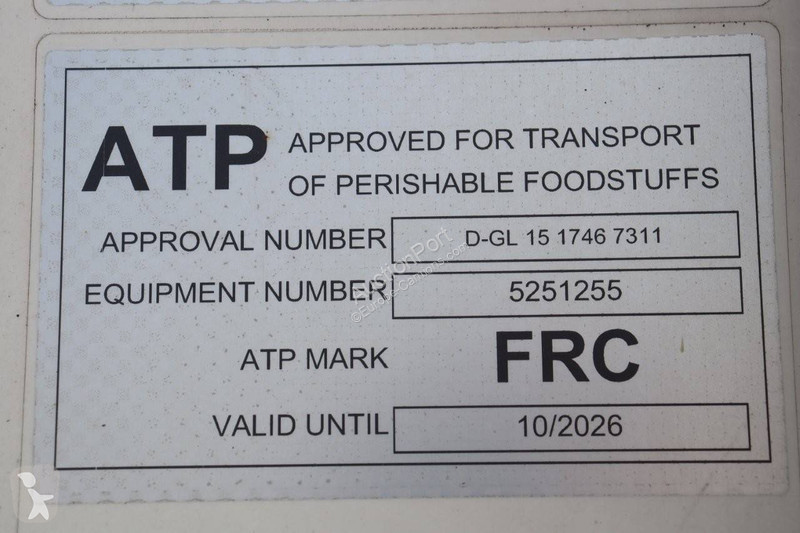 ATP APPROVED FOR TRANSPORT
OF PERISHABLE FOODSTUFFS
APPROVAL NUMBER D-GL 15 1746 7311
EQUIPMENT NUMBER 5251255
ATP MARK FRC
VALID UNTIL 10/2026
AuctionPort